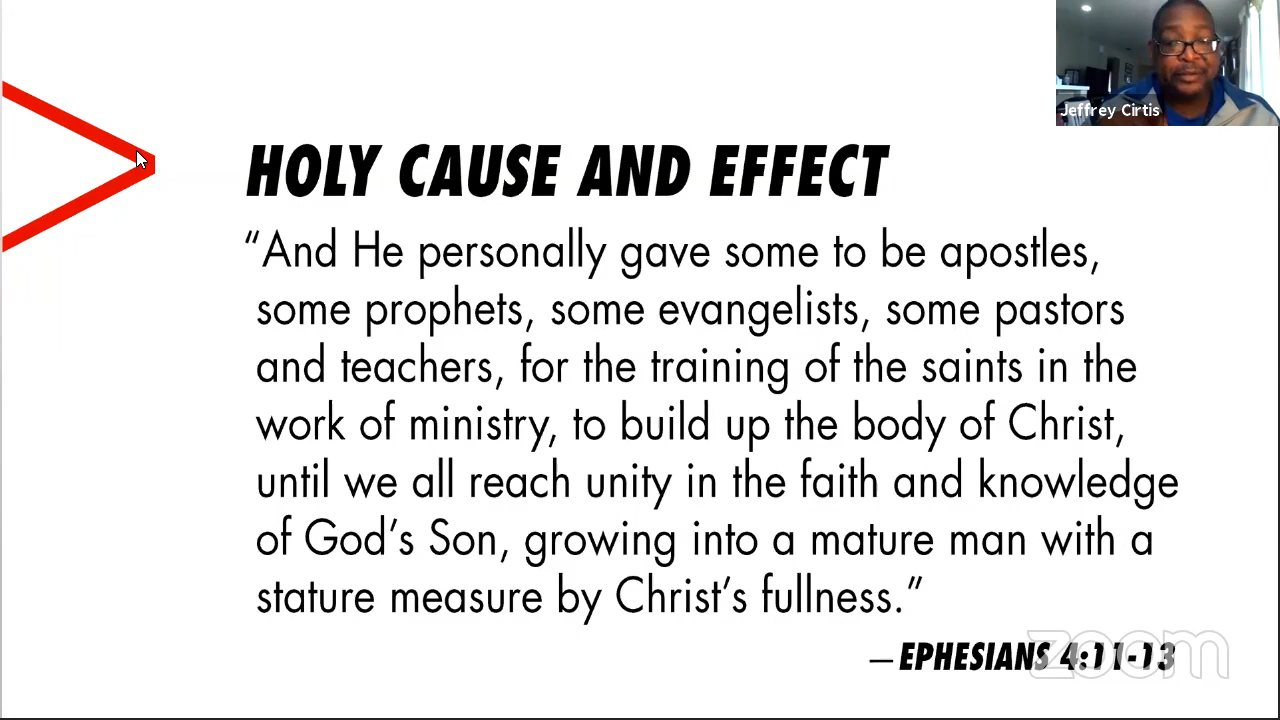 Jeffrey Cirtis
HOLY CAUSE AND EFFECT
“And He personally gave some to be apostles,
some prophets, some evangelists, some pastors
and teachers, for the training of the saints in the
work of ministry, to build up the body of Christ,
until we all reach unity in the faith and knowledge
of God’s Son, growing into a mature man with a
stature measure by Christ’s fullness.”
— EPHESIANS 4:11-13
zoom